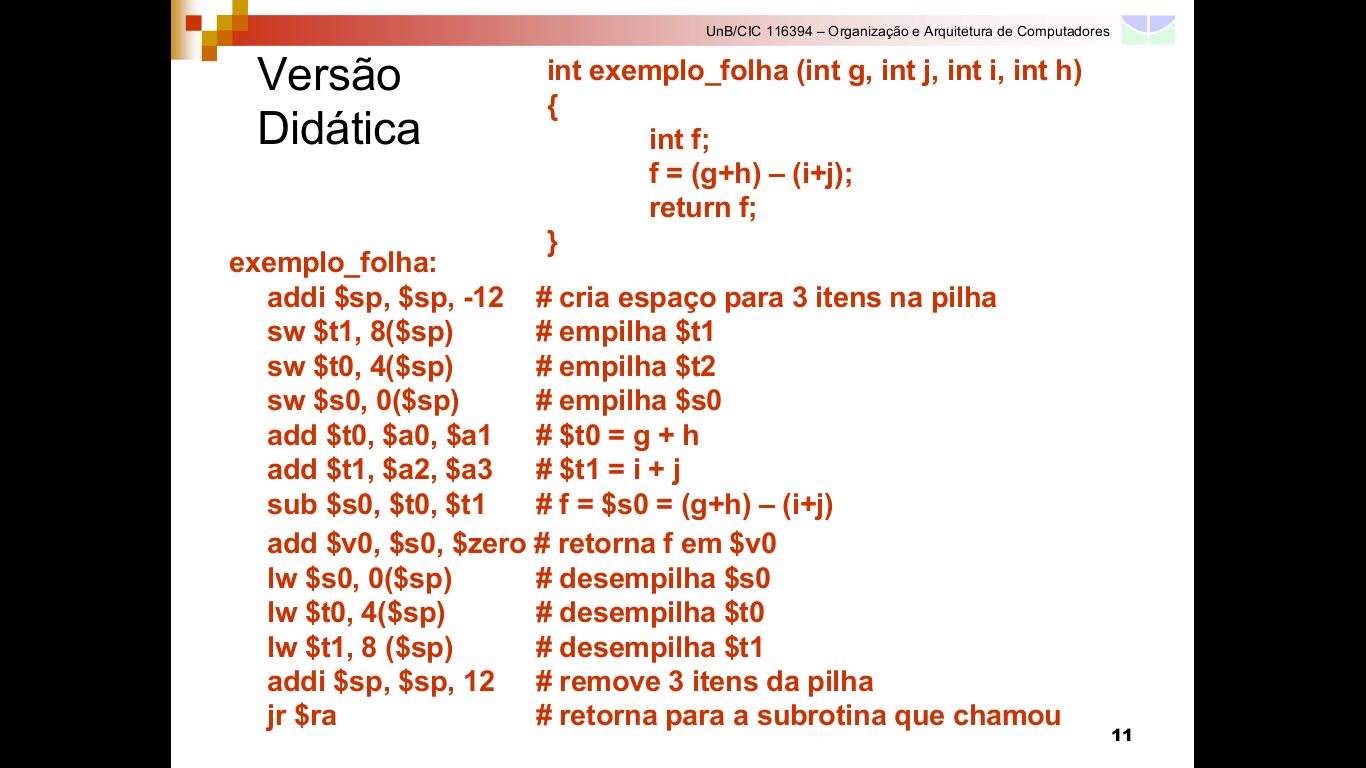 UnB/CIC 116394 – Organização e Arquitetura de Computadores
Versão
Didática
int exemplo_folha (int g, int j, int i, int h)
{
int f;
f = (g+h) – (i+j);
return f;
}
exemplo_folha:
addi $sp, $sp, -12 # cria espaço para 3 itens na pilha
sw $t1, 8($sp) # empilha $t1
sw $t0, 4($sp) # empilha $t2
sw $s0, 0($sp) # empilha $s0
add $t0, $a0, $a1 # $t0 = g + h
add $t1, $a2, $a3 # $t1 = i + j
sub $s0, $t0, $t1 # f = $s0 = (g+h) – (i+j)
add $v0, $s0, $zero # retorna f em $v0
lw $s0, 0($sp) # desempilha $s0
lw $t0, 4($sp) # desempilha $t0
lw $t1, 8 ($sp) # desempilha $t1
addi $sp, $sp, 12 # remove 3 itens da pilha
jr $ra # retorna para a subrotina que chamou
11